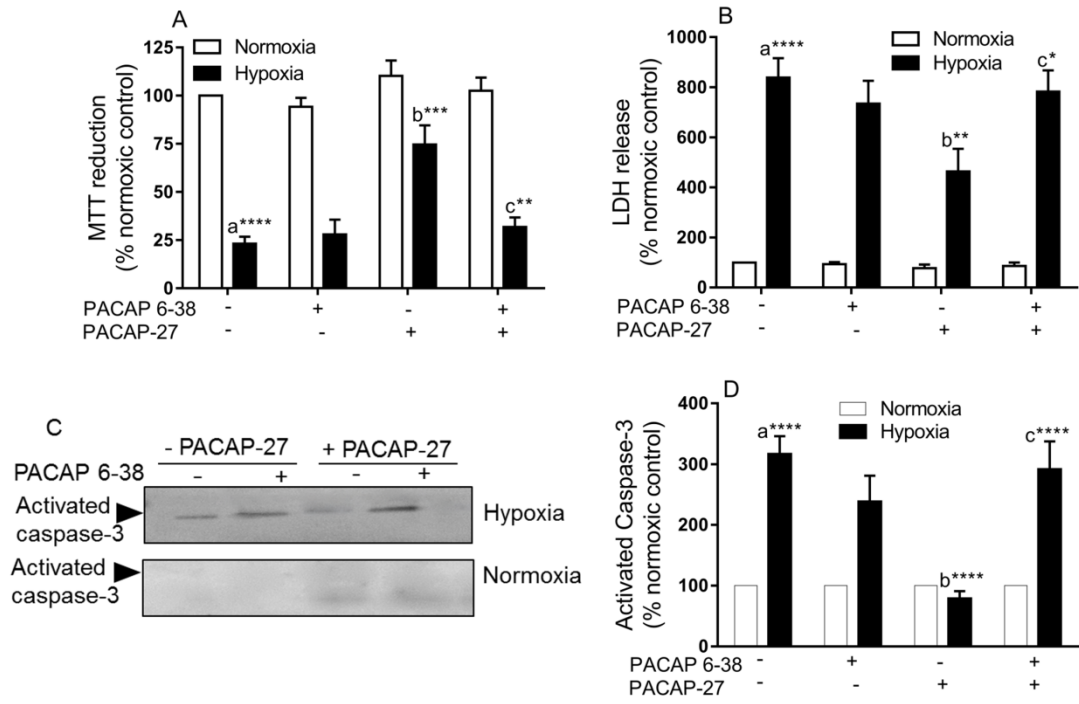 A
125
100
75
50
25
0
MTT reduction
(% normoxic control)
Normoxia
Hypoxia
a****
b***
c**
PACAP 6-38 - + - +
PACAP-27 - - + +
B
1000
800
600
400
200
0
LDH release
(% normoxic control)
Normoxia
Hypoxia
a****
b**
c*
PACAP 6-38 - + - +
PACAP-27 - - + +
C
- PACAP-27 + PACAP-27
PACAP 6-38 - + - +
Activated
caspase-3
Hypoxia
Activated
caspase-3
Normoxia
D
400
300
200
100
0
Activated Caspase-3
(% normoxic control)
Normoxia
Hypoxia
a****
b****
c****
PACAP 6-38 - + - +
PACAP-27 - - + +